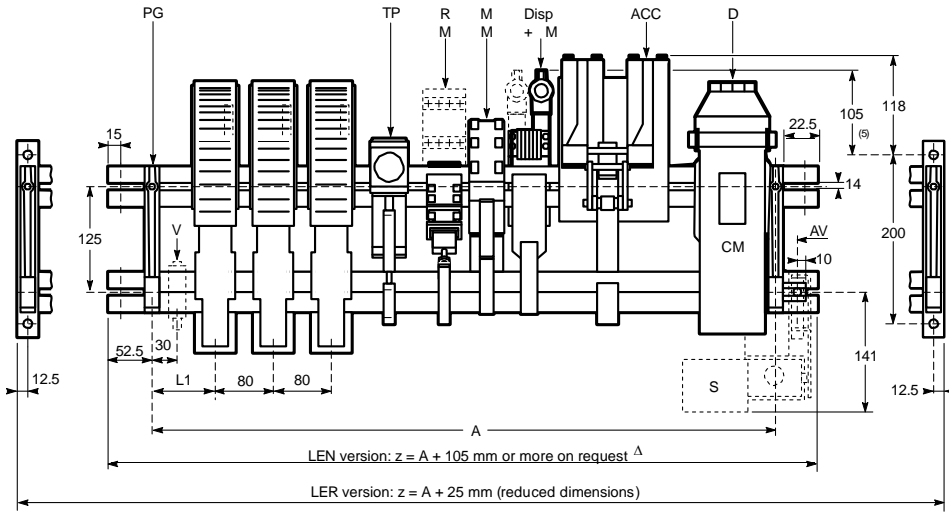 PG
TP
R
M
M
M
Disp
+ M
ACC
D
15
22.5
118
105
(5)
14
125
200
V
CM
AV
10
52.5
30
141
12.5
L1
80
80
S
12.5
A
LEN version: z = A + 105 mm or more on request Δ
LER version: z = A + 25 mm (reduced dimensions)